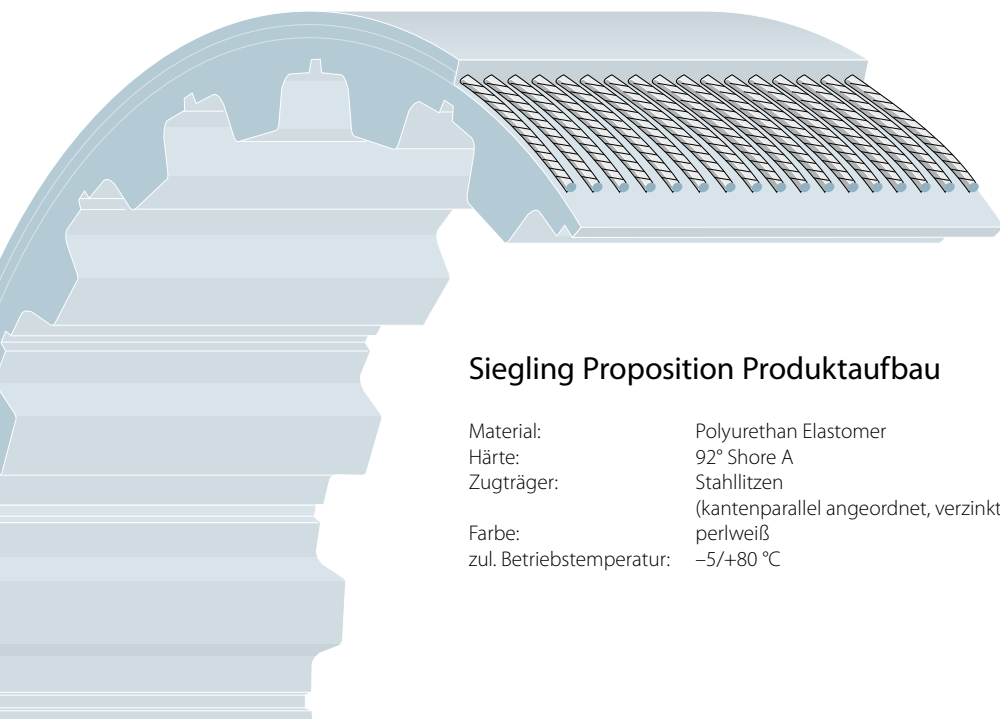 Siegling Proposition Produktaufbau
Material: Polyurethan Elastomer
Härte: 92° Shore A
Zugträger: Stahllitzen
(kantenparallel angeordnet, verzinkt
Farbe: perlweiß
zul. Betriebstemperatur: –5/+80 °C